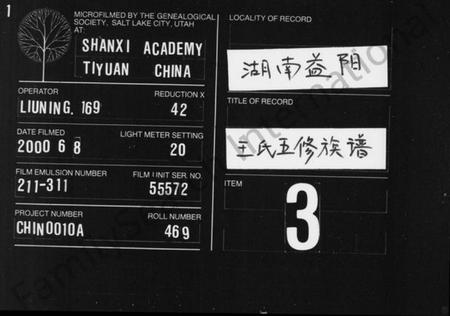 1
MICROFILMED BY THE GENEALOGICAL
SOCIETY, SALT LAKE CITY, UTAH
AT:
SHANXI ACADEMY
TIYUAN CHINA
OPERATOR REDUCTION X
LIUNING. 169 42
DATE FILMED LIGHT METER SETTING
2000 6 8 20
FILM EMULSION NUMBER FILM UNIT SER. NO.
211-311 55572
PROJECT NUMBER ROLL NUMBER
CHIN0010A 469
LOCALITY OF RECORD
湖南益阳
TITLE OF RECORD
王氏五修族谱
ITEM
3
FamilySearch International